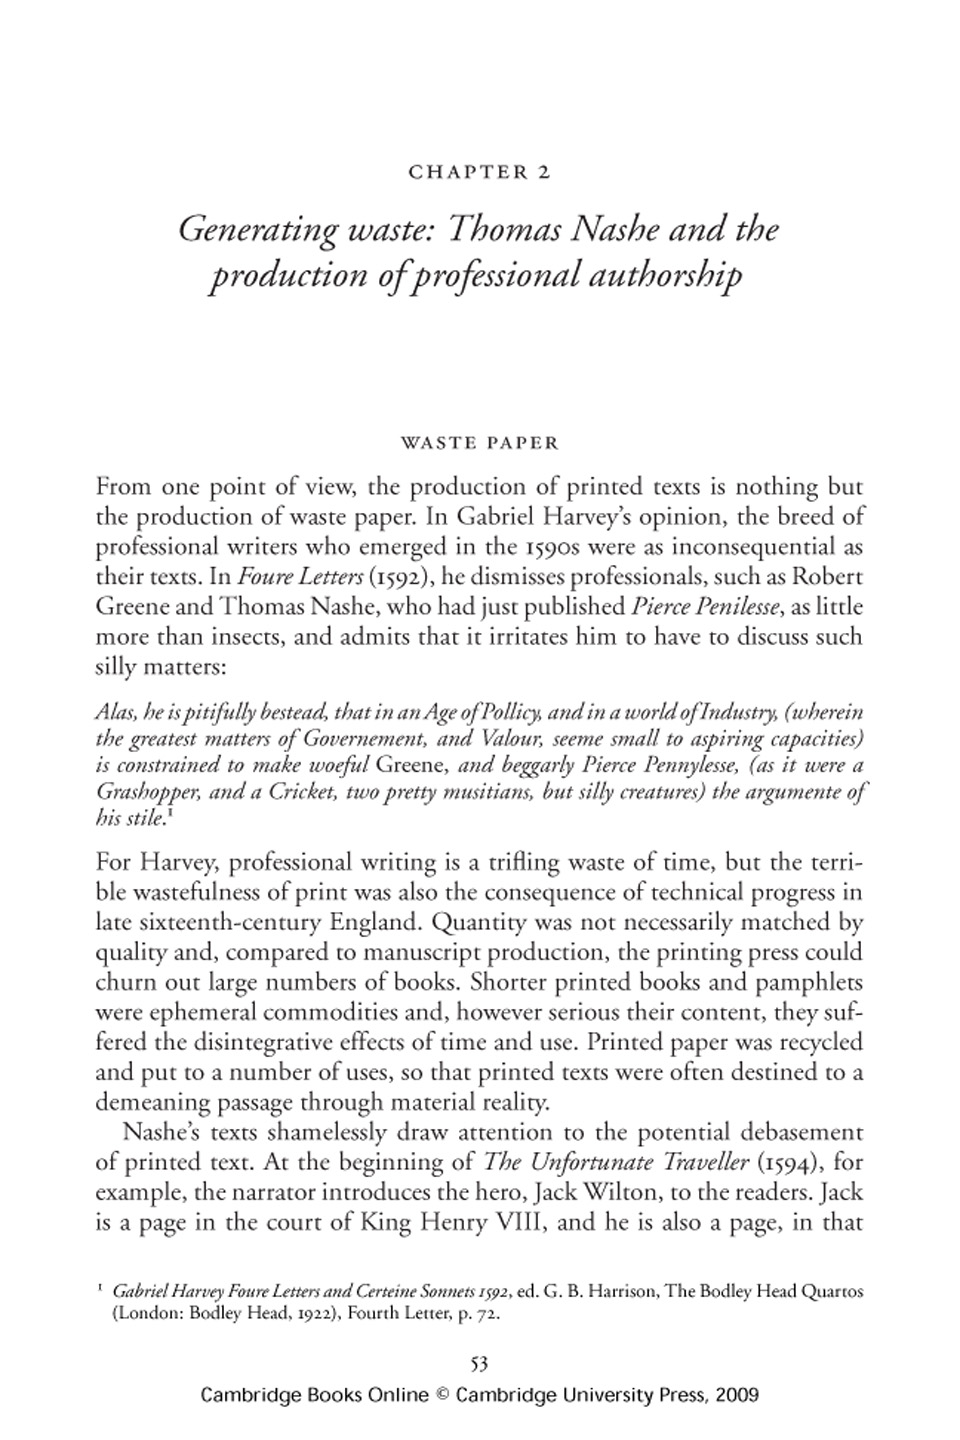 CHAPTER 2
Generating waste: Thomas Nashe and the
production of professional authorship
WASTE PAPER
From one point of view, the production of printed texts is nothing but
the production of waste paper. In Gabriel Harvey’s opinion, the breed of
professional writers who emerged in the 1590s were as inconsequential as
their texts. In Foure Letters (1592), he dismisses professionals, such as Robert
Greene and Thomas Nashe, who had just published Pierce Penilesse, as little
more than insects, and admits that it irritates him to have to discuss such
silly matters:
Alas, he is pitifully bestead, that in an Age of Pollicy, and in a world of Industry, (wherein
the greatest matters of Governement, and Valour, seeme small to aspiring capacities)
is constrained to make woeful Greene, and beggarly Pierce Pennylesse, (as it were a
Grashopper, and a Cricket, two pretty musitians, but silly creatures) the argumente of
his stile.¹
For Harvey, professional writing is a trifling waste of time, but the terri-
ble wastefulness of print was also the consequence of technical progress in
late sixteenth-century England. Quantity was not necessarily matched by
quality and, compared to manuscript production, the printing press could
churn out large numbers of books. Shorter printed books and pamphlets
were ephemeral commodities and, however serious their content, they suf-
fered the disintegrative effects of time and use. Printed paper was recycled
and put to a number of uses, so that printed texts were often destined to a
demeaning passage through material reality.
Nashe’s texts shamelessly draw attention to the potential debasement
of printed text. At the beginning of The Unfortunate Traveller (1594), for
example, the narrator introduces the hero, Jack Wilton, to the readers. Jack
is a page in the court of King Henry VIII, and he is also a page, in that
¹ Gabriel Harvey Foure Letters and Certeine Sonnets 1592, ed. G. B. Harrison, The Bodley Head Quartos
(London: Bodley Head, 1922), Fourth Letter, p. 72.
53
Cambridge Books Online © Cambridge University Press, 2009